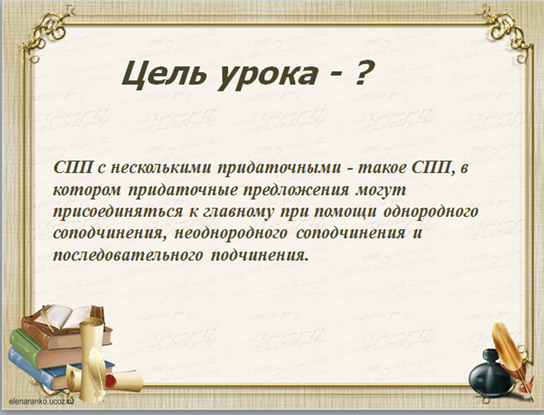 Цель урока - ?
СПП с несколькими придаточными - такое СПП, в
котором придаточные предложения могут
присоединяться к главному при помощи однородного
соподчинения, неоднородного соподчинения и
последовательного подчинения.
elenaranko.ucoz.ru